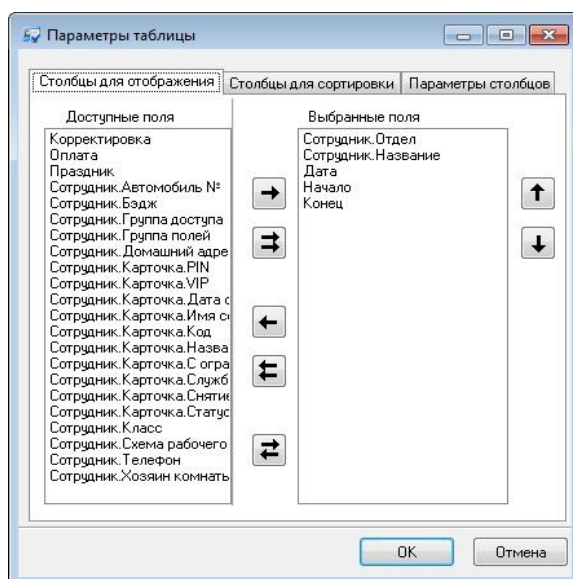 Параметры таблицы
Столбцы для отображения
Столбцы для сортировки
Параметры столбцов
Доступные поля
Корректировка
Оплата
Праздник
Сотрудник.Автомобиль №
Сотрудник.Бэдж
Сотрудник.Группа доступа
Сотрудник.Группа полей
Сотрудник.Домашний адре
Сотрудник.Карточка.PIN
Сотрудник.Карточка.VIP
Сотрудник.Карточка.Дата с
Сотрудник.Карточка.Имя с
Сотрудник.Карточка.Код
Сотрудник.Карточка.Назва
Сотрудник.Карточка.С огра
Сотрудник.Карточка.Служб
Сотрудник.Карточка.Снятие
Сотрудник.Карточка.Статус
Сотрудник.Класс
Сотрудник.Схема рабочего
Сотрудник.Телефон
Сотрудник.Хозяин комнаты
Выбранные поля
Сотрудник.Отдел
Сотрудник.Название
Дата
Начало
Конец
OK
Отмена